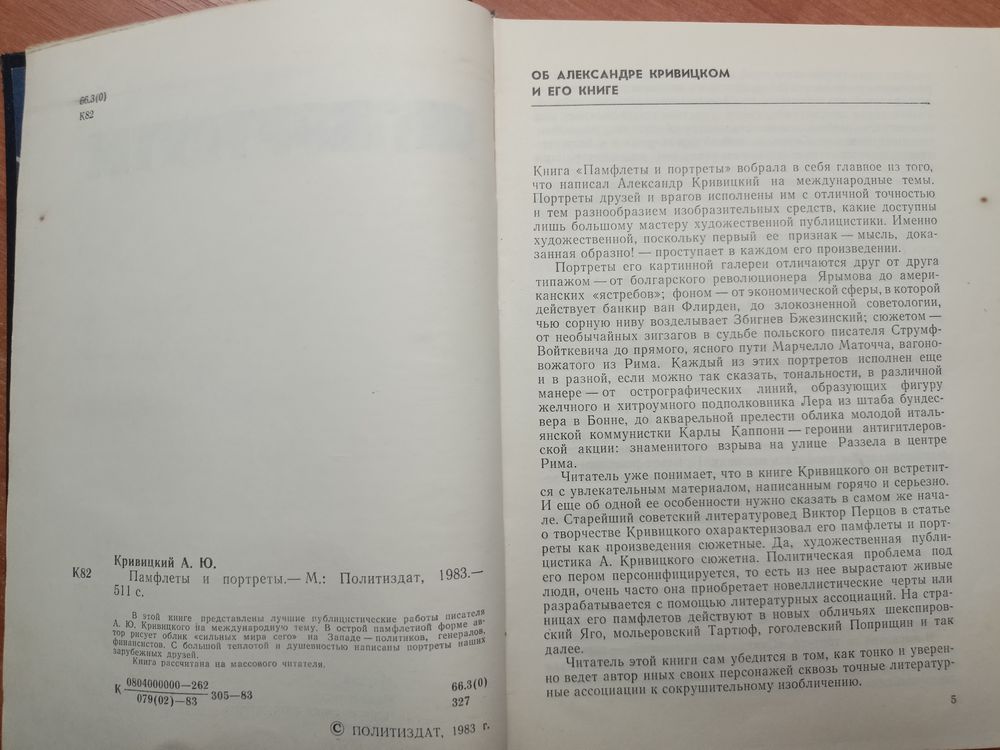 66.3(0)
К82
Кривицкий А. Ю.
К82 Памфлеты и портреты.— М.: Политиздат, 1983.—
511 с.
В этой книге представлены лучшие публицистические работы писателя
А. Ю. Кривицкого на международную тему. В острой памфлетной форме ав-
тор рисует облик «сильных мира сего» на Западе — политиков, генералов,
финансистов. С большой теплотой и душевностью написаны портреты наших
зарубежных друзей.
Книга рассчитана на массового читателя.
К 0804000000—262
079(02)—83 305—83
66.3(0)
327
© ПОЛИТИЗДАТ, 1983 г.
ОБ АЛЕКСАНДРЕ КРИВИЦКОМ
И ЕГО КНИГЕ
Книга «Памфлеты и портреты» вобрала в себя главное из того,
что написал Александр Кривицкий на международные темы.
Портреты друзей и врагов исполнены им с отличной точностью
и тем разнообразием изобразительных средств, какие доступны
лишь большому мастеру художественной публицистики. Именно
художественной, поскольку первый ее признак — мысль, дока-
занная образно! — проступает в каждом его произведении.
Портреты его картинной галереи отличаются друг от друга
типажом — от болгарского революционера Ярымова до амери-
канских «ястребов»; фоном — от экономической сферы, в которой
действует банкир ван Флирден, до злокозненной советологии,
чью сорную ниву возделывает Збигнев Бжезинский; сюжетом —
от необычайных зигзагов в судьбе польского писателя Струмф-
Войткевича до прямого, ясного пути Марчелло Маточча, вагоно-
вожатого из Рима. Каждый из этих портретов исполнен еще
и в разной, если можно так сказать, тональности, в различной
манере — от острографических линий, образующих фигуру
желчного и хитроумного подполковника Лера из штаба бундес-
вера в Бонне, до акварельной прелести облика молодой италь-
янской коммунистки Карлы Каппони — героини антигитлеров-
ской акции: знаменитого взрыва на улице Раззела в центре
Рима.
Читатель уже понимает, что в книге Кривицкого он встретит-
ся с увлекательным материалом, написанным горячо и серьезно.
И еще об одной ее особенности нужно сказать в самом же нача-
ле. Старейший советский литературовед Виктор Перцов в статье
о творчестве Кривицкого охарактеризовал его памфлеты и порт-
реты как произведения сюжетные. Да, художественная публи-
цистика А. Кривицкого сюжетна. Политическая проблема под
его пером персонифицируется, то есть из нее вырастают живые
люди, очень часто она приобретает новеллистические черты или
разрабатывается с помощью литературных ассоциаций. На стра-
ницах его памфлетов действуют в новых обличьях шекспиров-
ский Яго, мольеровский Тартюф, гоголевский Поприщин и так
далее.
Читатель этой книги сам убедится в том, как тонко и уверен-
но ведет автор иных своих персонажей сквозь точные литератур-
ные ассоциации к сокрушительному изобличению.
5